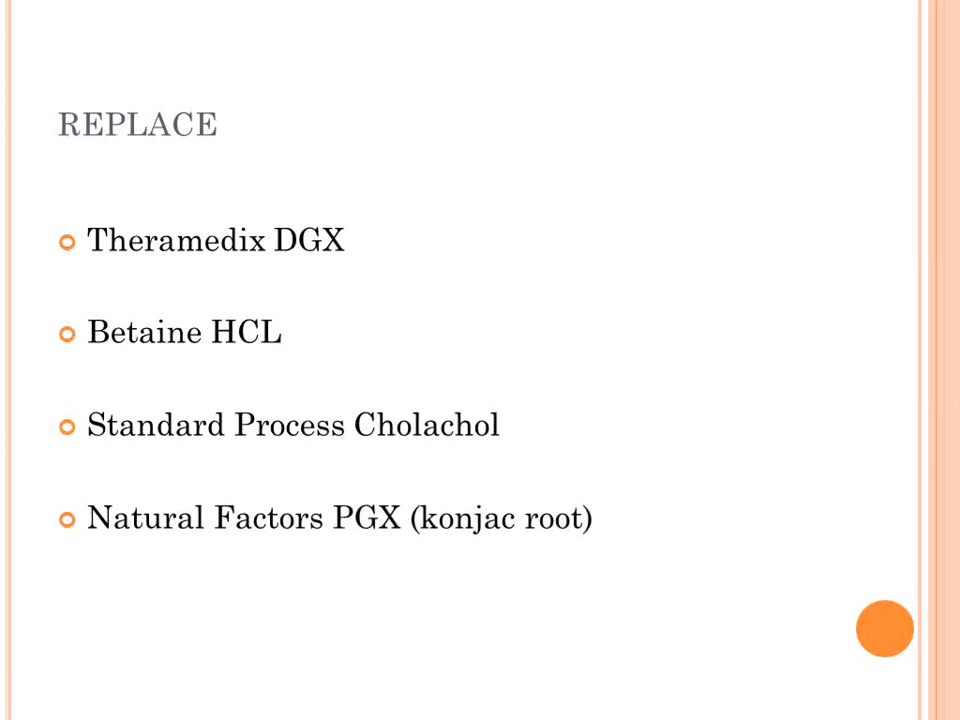 REPLACE
Theramedix DGX
Betaine HCL
Standard Process Cholachol
Natural Factors PGX (konjac root)